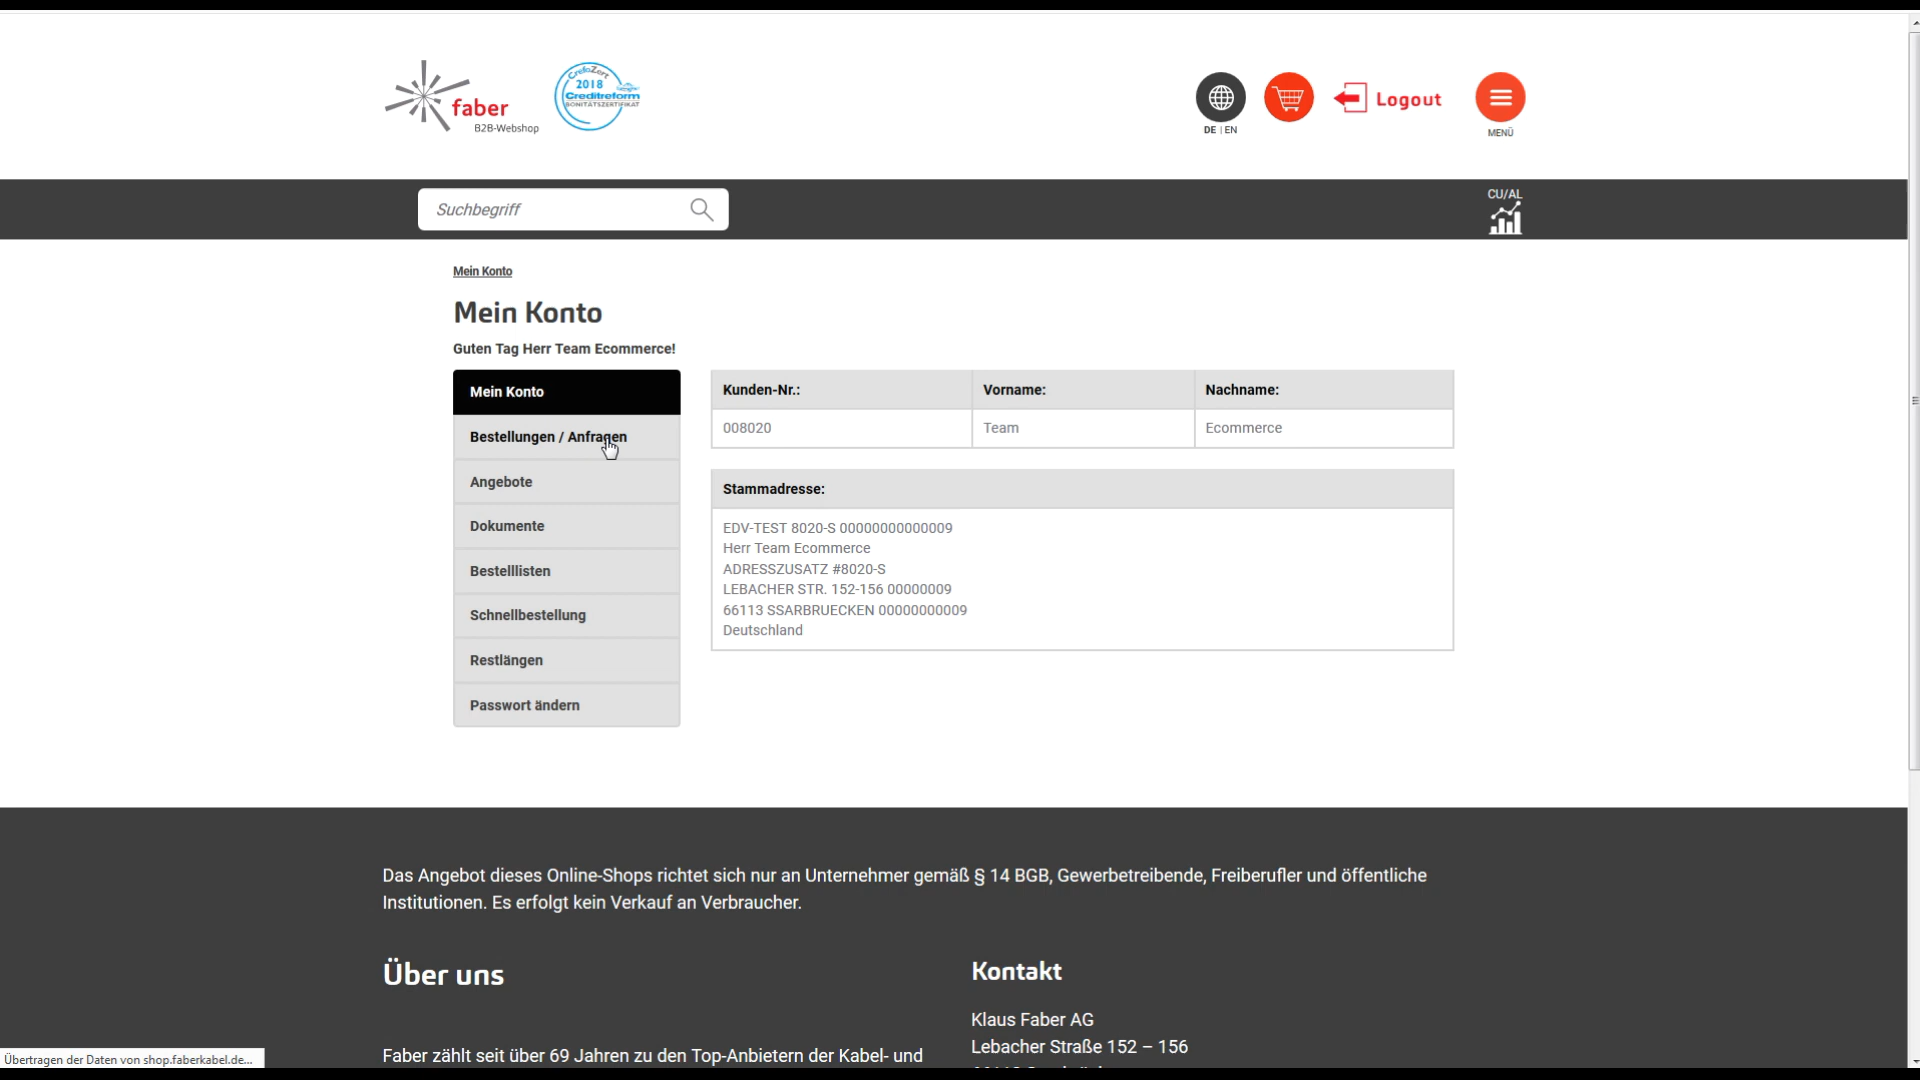 faber
B2B-Webshop
CrefoZert
2018
Creditreform
BONITÄTSZERTIFIKAT
DE | EN
Logout
MENÜ
Suchbegriff
CU/AL
Mein Konto
Mein Konto
Guten Tag Herr Team Ecommerce!
Mein Konto
Bestellungen / Anfragen
Angebote
Dokumente
Bestelllisten
Schnellbestellung
Restlängen
Passwort ändern
Kunden-Nr.: Vorname: Nachname:
008020 Team Ecommerce
Stammadresse:
EDV-TEST 8020-S 00000000000009
Herr Team Ecommerce
ADRESSZUSATZ #8020-S
LEBACHER STR. 152-156 00000009
66113 SSARBRUECKEN 00000000009
Deutschland
Das Angebot dieses Online-Shops richtet sich nur an Unternehmer gemäß § 14 BGB, Gewerbetreibende, Freiberufler und öffentliche
Institutionen. Es erfolgt kein Verkauf an Verbraucher.
Über uns
Faber zählt seit über 69 Jahren zu den Top-Anbietern der Kabel- und
Kontakt
Klaus Faber AG
Lebacher Straße 152 – 156
Übertragen der Daten von shop.faberkabel.de...